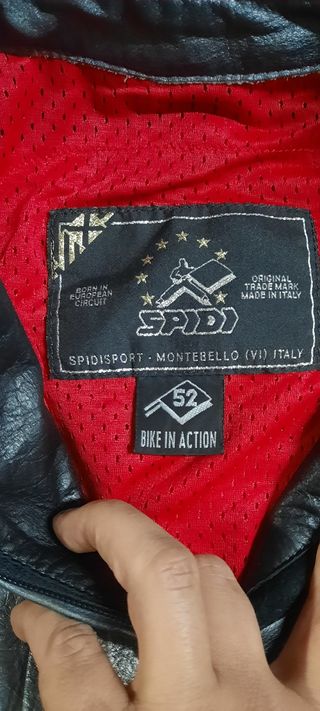 BORN IN
EUROPEAN
CIRCUIT
ORIGINAL
TRADE MARK
MADE IN ITALY
SPIDI
SPIDISPORT · MONTEBELLO (VI) ITALY
52
BIKE IN ACTION